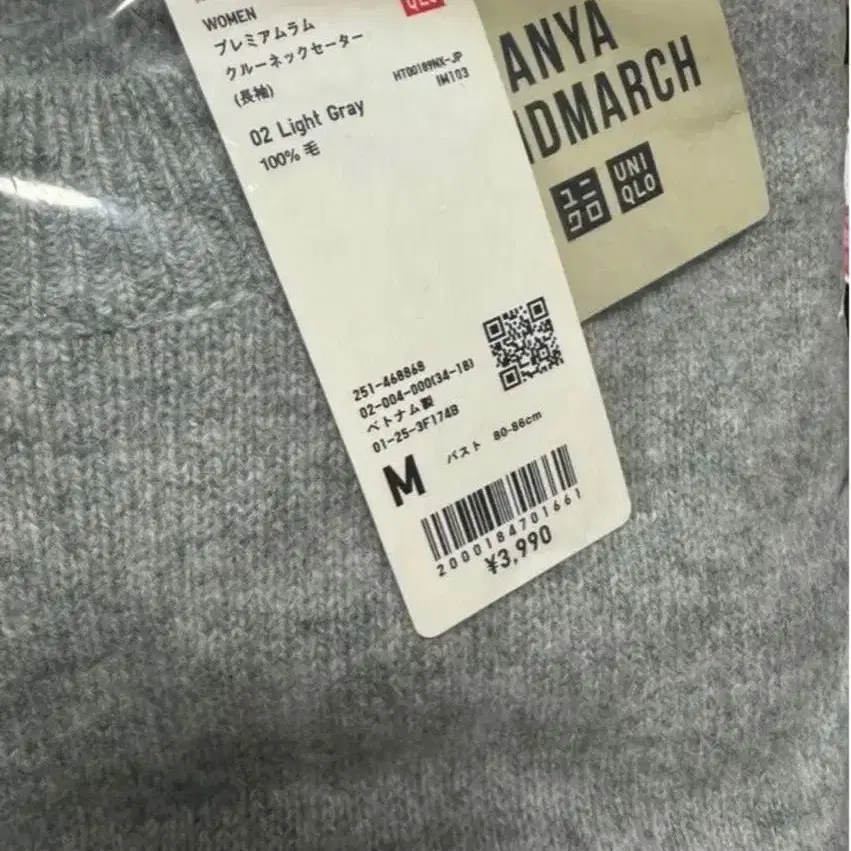 WOMEN
プレミアムラム
クルーネックセーター
(長袖)
HT00189NX-JP
IM103
02 Light Gray
100% 毛
251-468868
02-004-000(34-18)
ベトナム製
01-25-3F174B
M バスト 80-86cm
2000184701661
¥3,990
ANYA
NDMARCH
ユニ
クロ
UNI
QLO